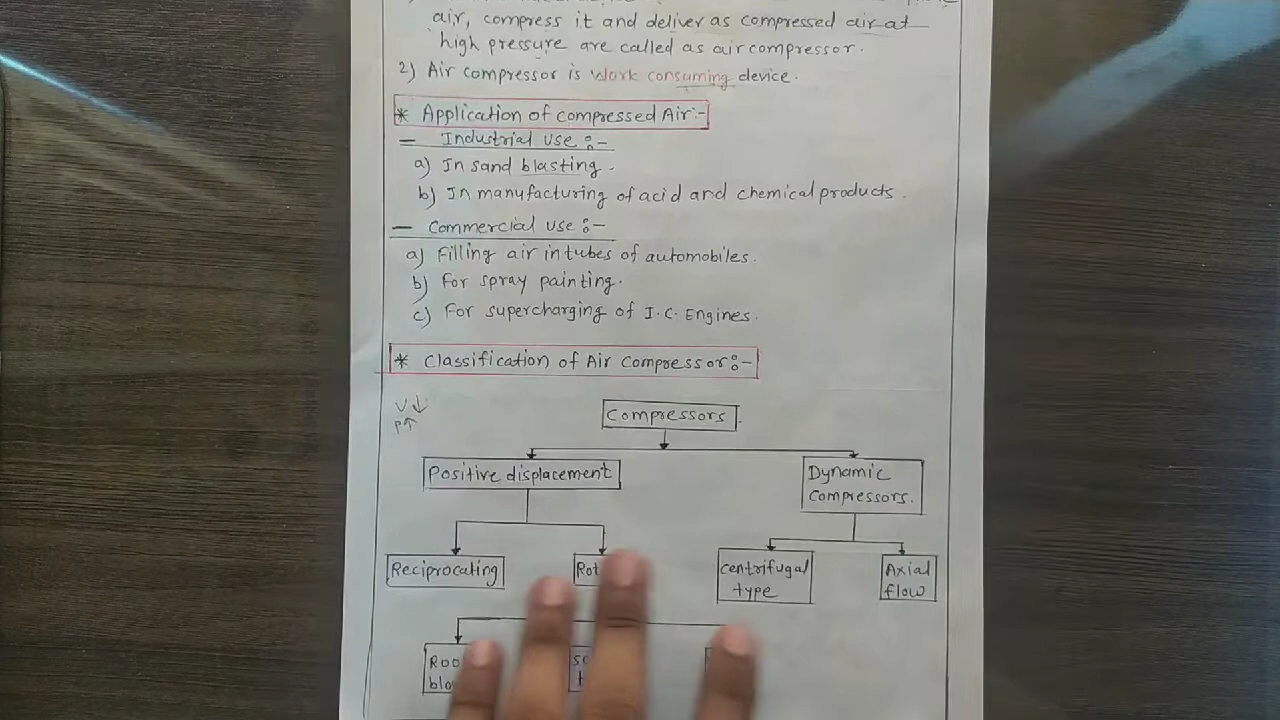 air, compress it and deliver as compressed air at
high pressure are called as air compressor.
2) Air compressor is work consuming device.
* Application of compressed Air:-
— Industrial use :-
a) In sand blasting.
b) In manufacturing of acid and chemical products.
— Commercial use :-
a) Filling air in tubes of automobiles.
b) For spray painting.
c) For supercharging of I.C. Engines.
* Classification of Air Compressor:-
V↓
P↑
Compressors.
Positive displacement
Dynamic
compressors.
Reciprocating
Rot
centrifugal
type
Axial
flow
Roo
blo